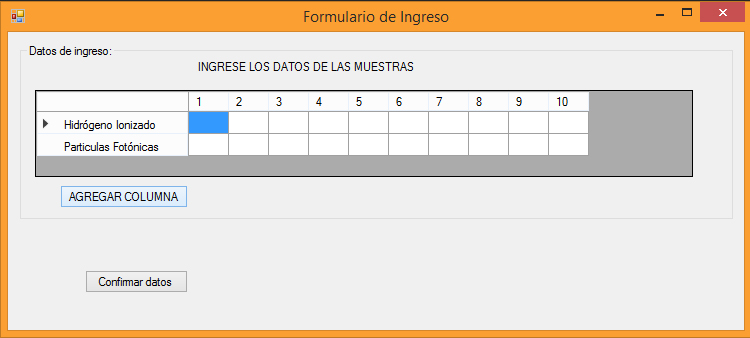 Formulario de Ingreso
Datos de ingreso:
INGRESE LOS DATOS DE LAS MUESTRAS
1 2 3 4 5 6 7 8 9 10
Hidrógeno Ionizado
Particulas Fotónicas
AGREGAR COLUMNA
Confirmar datos